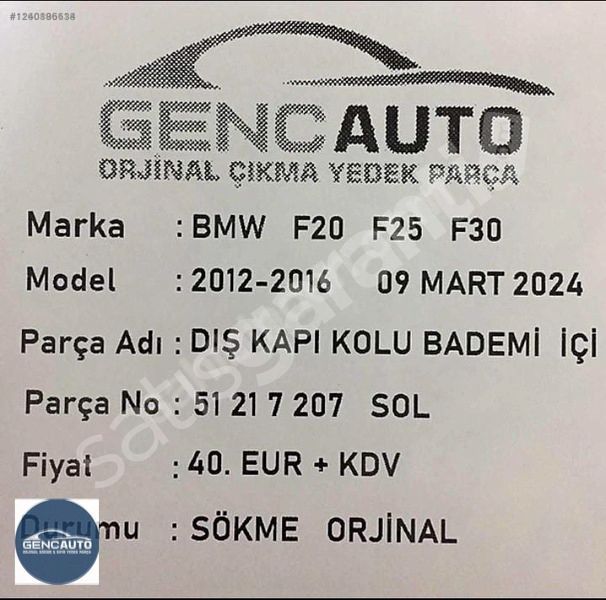 #1260896638
GENCAUTO
ORJİNAL ÇIKMA YEDEK PARÇA
Marka : BMW F20 F25 F30
Model : 2012-2016 09 MART 2024
Parça Adı : DIŞ KAPI KOLU BADEMİ İÇİ
Parça No : 51 21 7 207 SOL
Fiyat : 40. EUR + KDV
Durumu : SÖKME ORJİNAL
GENCAUTO